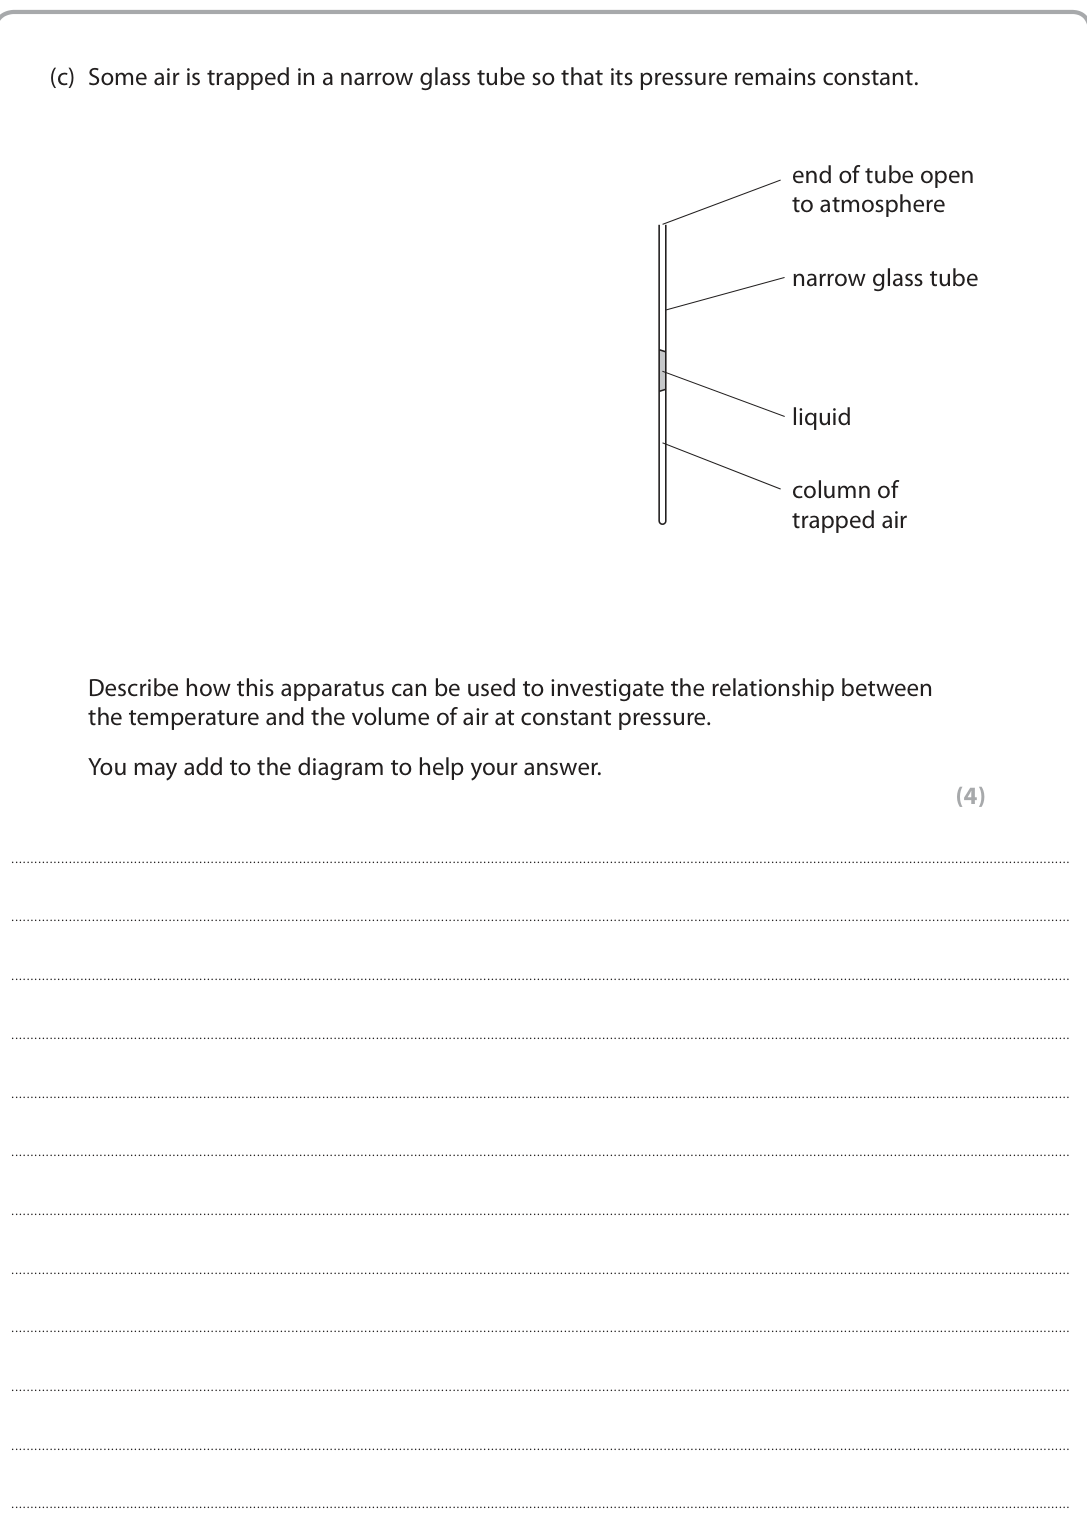 (c) Some air is trapped in a narrow glass tube so that its pressure remains constant.
end of tube open
to atmosphere
narrow glass tube
liquid
column of
trapped air
Describe how this apparatus can be used to investigate the relationship between
the temperature and the volume of air at constant pressure.
You may add to the diagram to help your answer.
(4)